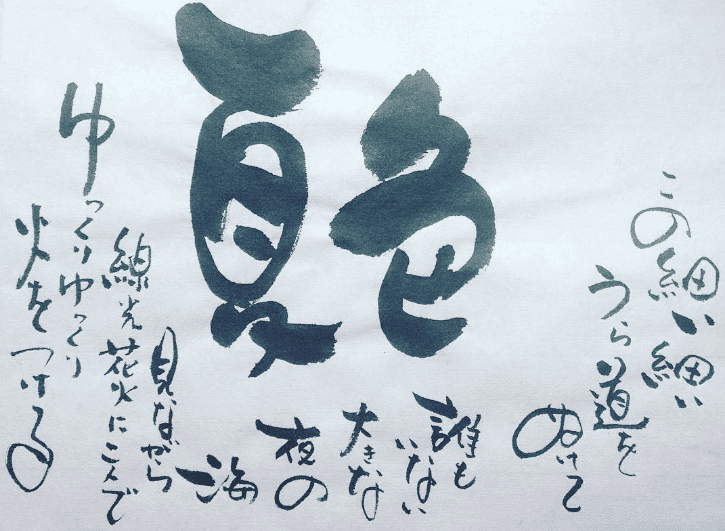 夏色
この細い細い
うら道を
ぬけて
誰も
いない
大きな
夜の
海
見ながら
線光花火に二人で
ゆっくりゆっくり
火をつける